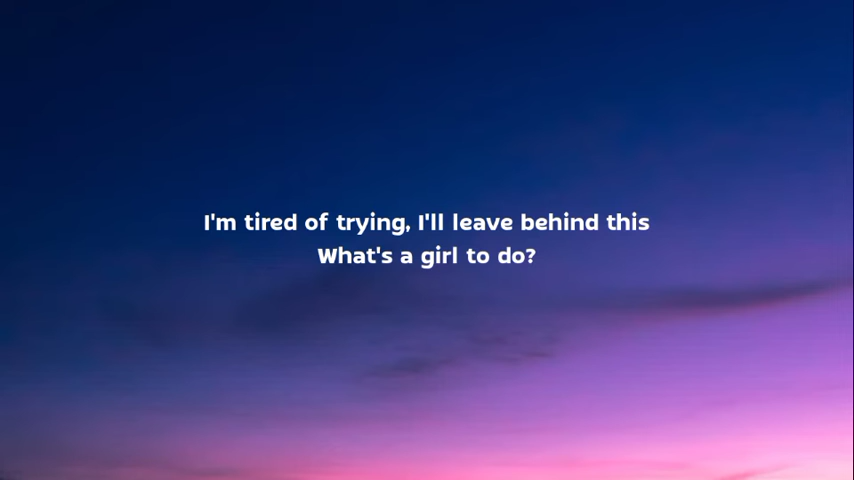 I'm tired of trying, I'll leave behind this
What's a girl to do?